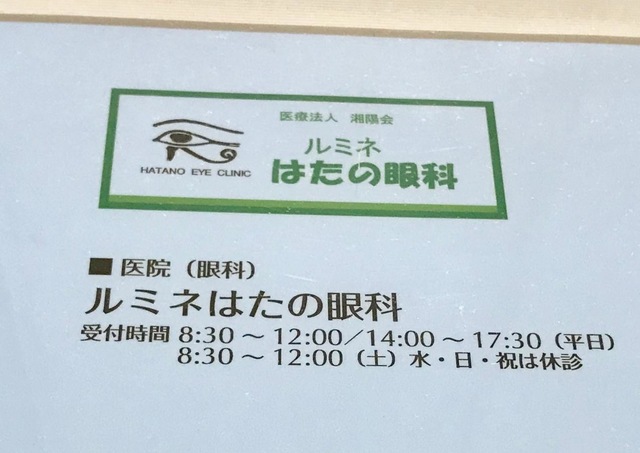 医療法人 湘陽会
ルミネ
はたの眼科
HATANO EYE CLINIC
■医院（眼科）
ルミネはたの眼科
受付時間 8:30～12:00／14:00～17:30（平日）
8:30～12:00（土）水・日・祝は休診